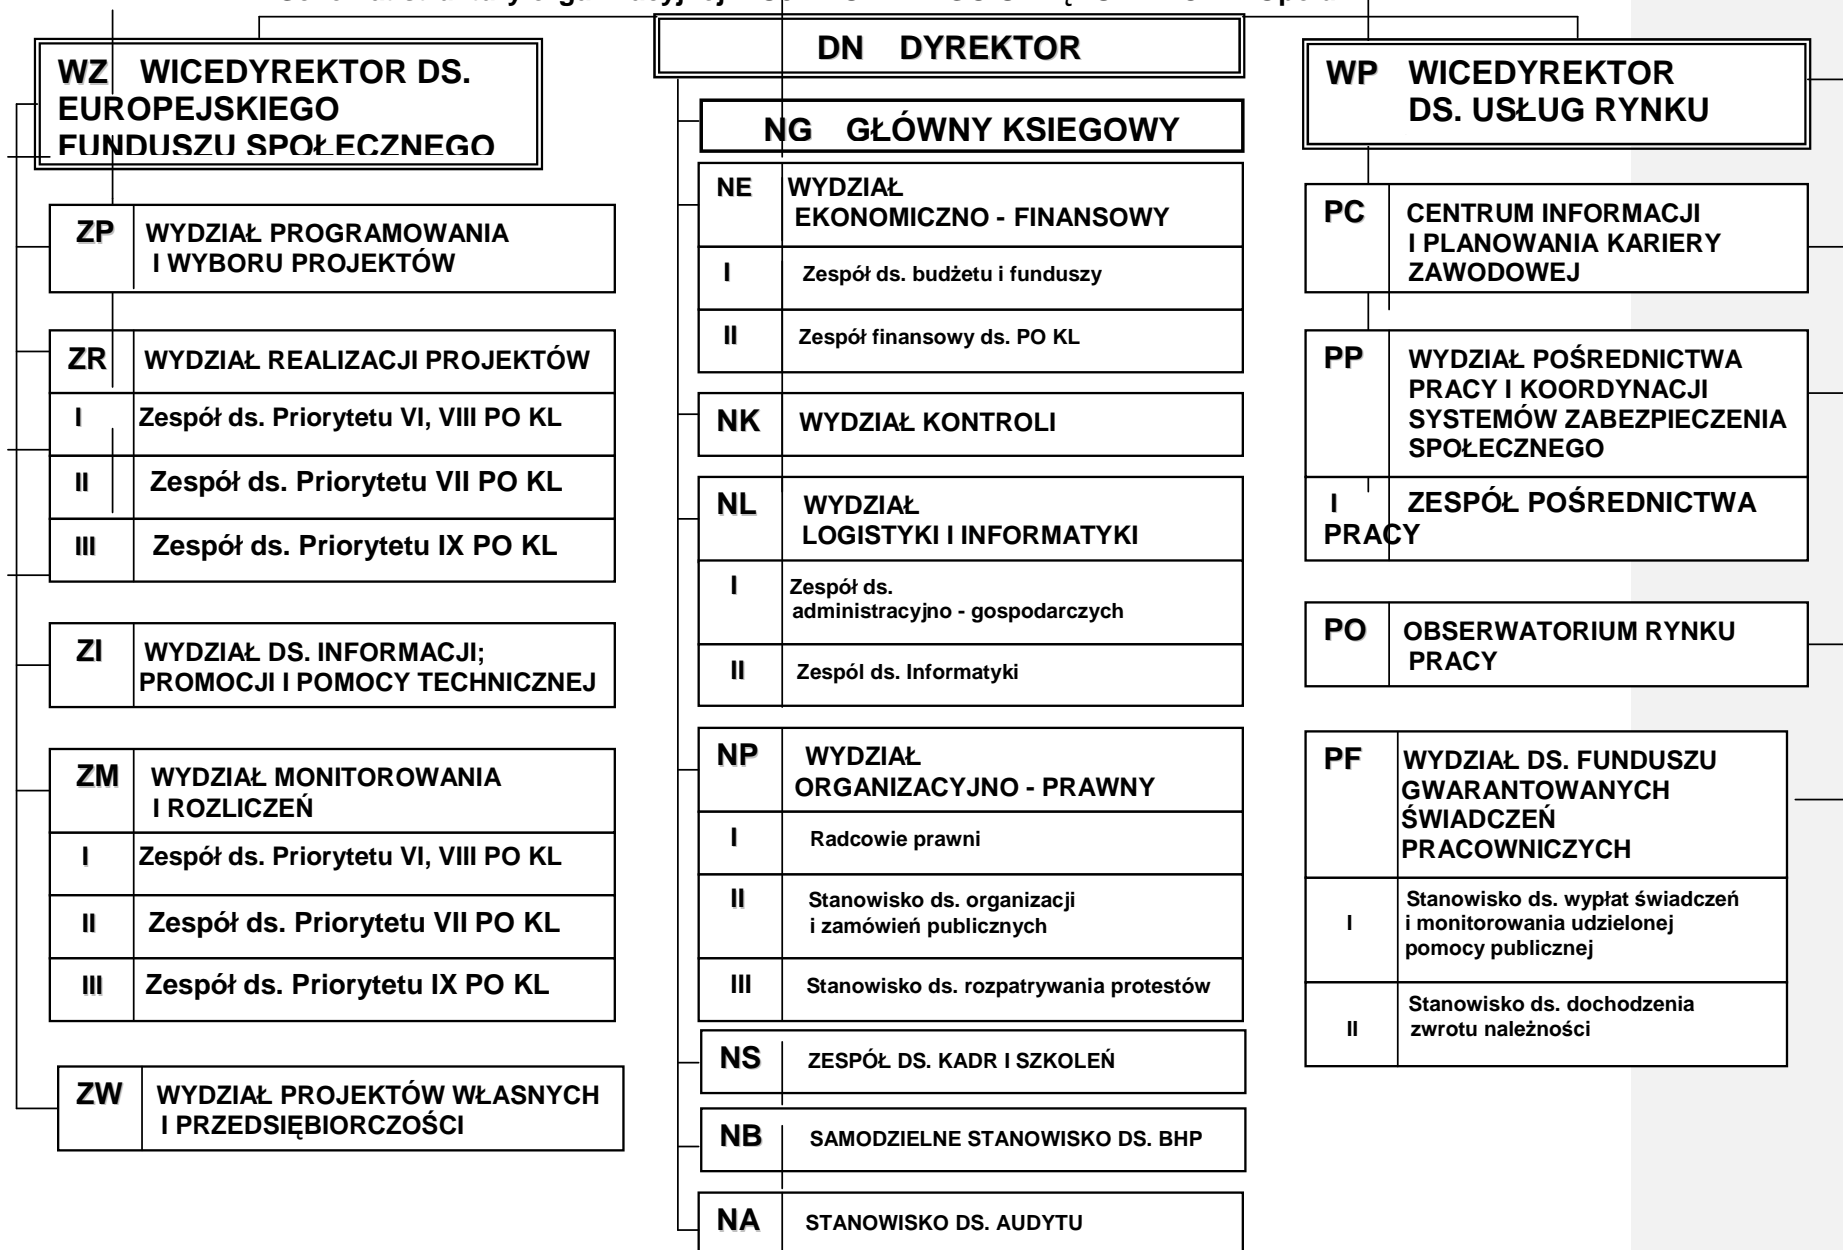 DN DYREKTOR
WZ WICEDYREKTOR DS.
EUROPEJSKIEGO
FUNDUSZU SPOŁECZNEGO
ZP WYDZIAŁ PROGRAMOWANIA
I WYBORU PROJEKTÓW
ZR WYDZIAŁ REALIZACJI PROJEKTÓW
I Zespół ds. Priorytetu VI, VIII PO KL
II Zespół ds. Priorytetu VII PO KL
III Zespół ds. Priorytetu IX PO KL
ZI WYDZIAŁ DS. INFORMACJI;
PROMOCJI I POMOCY TECHNICZNEJ
ZM WYDZIAŁ MONITOROWANIA
I ROZLICZEŃ
I Zespół ds. Priorytetu VI, VIII PO KL
II Zespół ds. Priorytetu VII PO KL
III Zespół ds. Priorytetu IX PO KL
ZW WYDZIAŁ PROJEKTÓW WŁASNYCH
I PRZEDSIĘBIORCZOŚCI
NG GŁÓWNY KSIEGOWY
NE WYDZIAŁ
EKONOMICZNO - FINANSOWY
I Zespół ds. budżetu i funduszy
II Zespół finansowy ds. PO KL
NK WYDZIAŁ KONTROLI
NL WYDZIAŁ
LOGISTYKI I INFORMATYKI
I Zespół ds.
administracyjno - gospodarczych
II Zespól ds. Informatyki
NP WYDZIAŁ
ORGANIZACYJNO - PRAWNY
I Radcowie prawni
II Stanowisko ds. organizacji
i zamówień publicznych
III Stanowisko ds. rozpatrywania protestów
NS ZESPÓŁ DS. KADR I SZKOLEŃ
NB SAMODZIELNE STANOWISKO DS. BHP
NA STANOWISKO DS. AUDYTU
WP WICEDYREKTOR
DS. USŁUG RYNKU
PC CENTRUM INFORMACJI
I PLANOWANIA KARIERY
ZAWODOWEJ
PP WYDZIAŁ POŚREDNICTWA
PRACY I KOORDYNACJI
SYSTEMÓW ZABEZPIECZENIA
SPOŁECZNEGO
I ZESPÓŁ POŚREDNICTWA
PRACY
PO OBSERWATORIUM RYNKU
PRACY
PF WYDZIAŁ DS. FUNDUSZU
GWARANTOWANYCH
ŚWIADCZEŃ
PRACOWNICZYCH
I Stanowisko ds. wypłat świadczeń
i monitorowania udzielonej
pomocy publicznej
II Stanowisko ds. dochodzenia
zwrotu należności